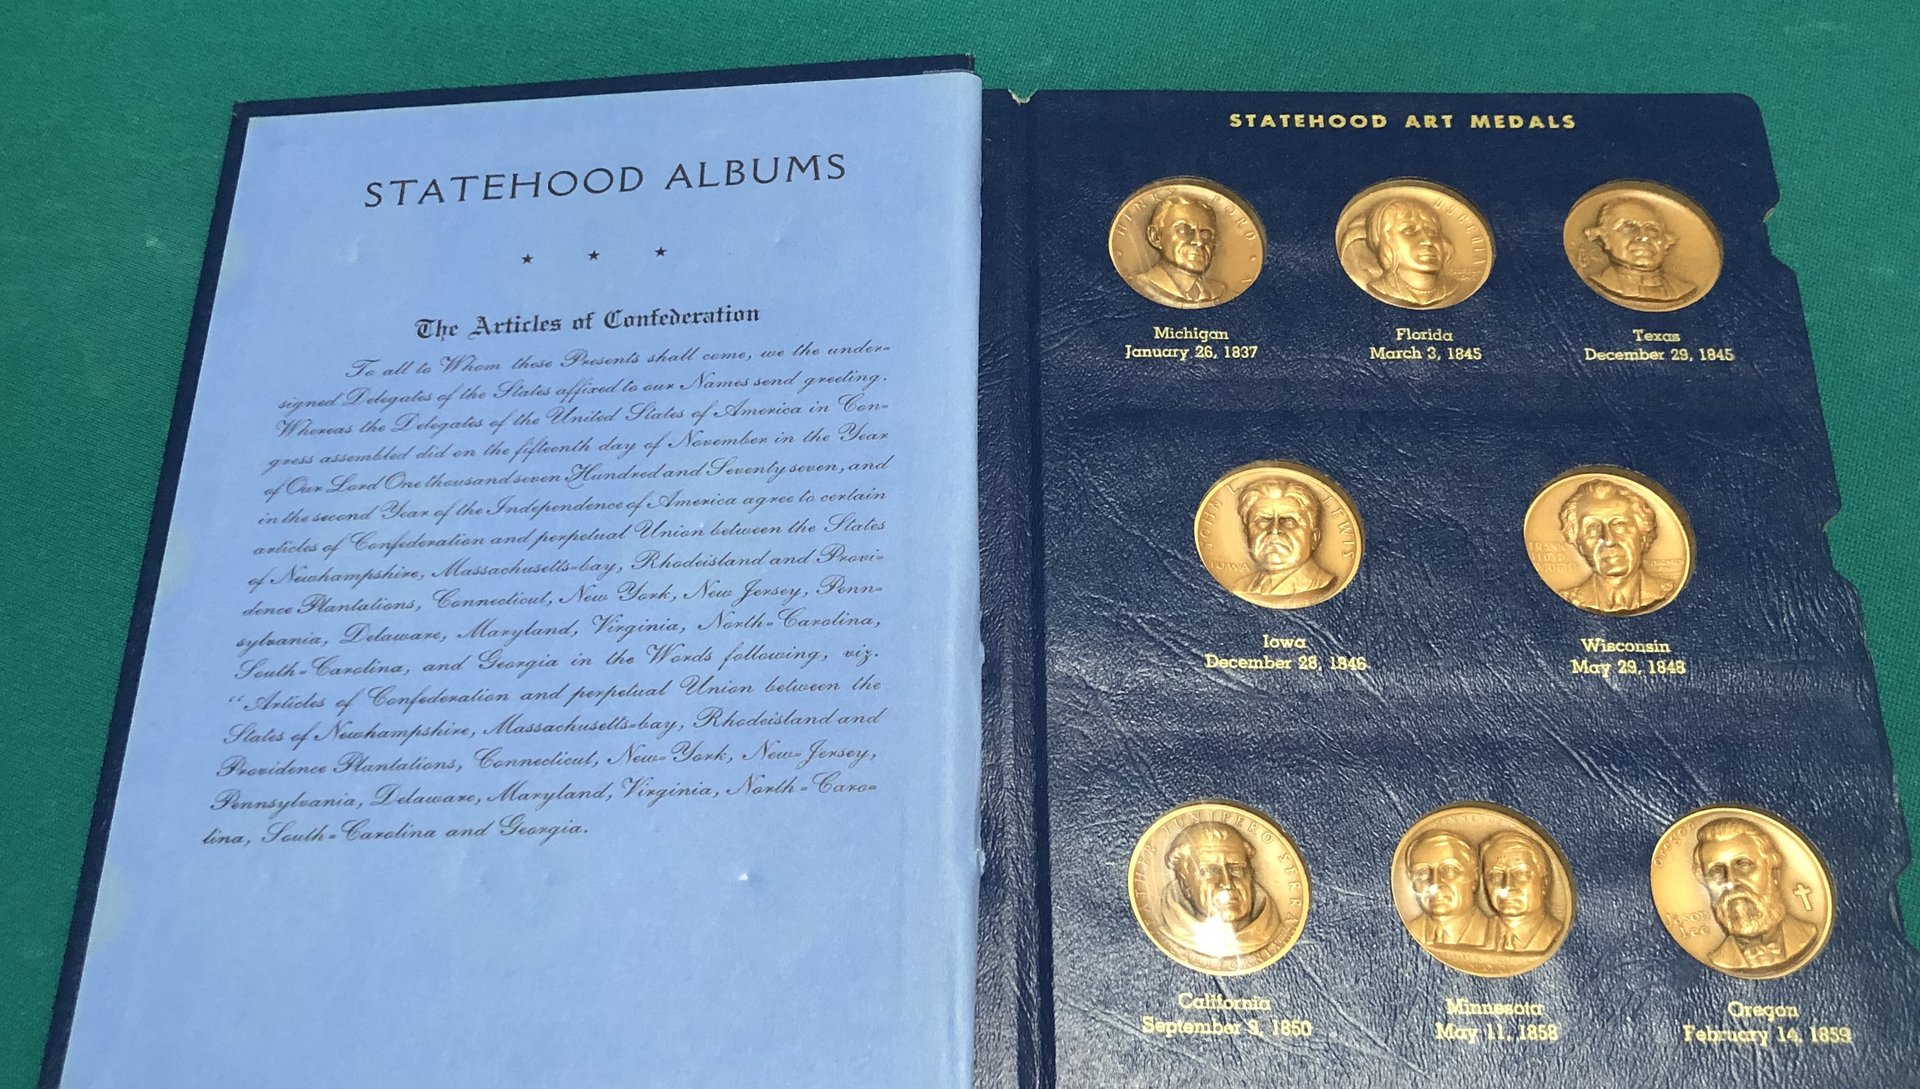 STATEHOOD ALBUMS
The Articles of Confederation
To all to Whom these Presents shall come, we the under=
signed Delegates of the States affixed to our Names send greeting.
Whereas the Delegates of the United States of America in Con=
gress assembled did on the fifteenth day of November in the Year
of Our Lord One thousand seven Hundred and Seventy seven, and
in the second Year of the Independence of America agree to certain
articles of Confederation and perpetual Union between the States
of Newhampshire, Massachusetts=bay, Rhodeisland and Provi=
dence Plantations, Connecticut, New York, New Jersey, Penn=
sylvania, Delaware, Maryland, Virginia, North=Carolina,
South=Carolina, and Georgia in the Words following, viz.
"Articles of Confederation and perpetual Union between the
States of Newhampshire, Massachusetts=bay, Rhodeisland and
Providence Plantations, Connecticut, New=York, New=Jersey,
Pennsylvania, Delaware, Maryland, Virginia, North=Caro=
lina, South=Carolina and Georgia.
STATEHOOD ART MEDALS
HENRY FORD
Michigan
January 26, 1837
Florida
March 3, 1845
Texas
December 29, 1845
JOHN L LEWIS
IOWA
Iowa
December 28, 1846
FRANK
LLOYD
WRIGHT
Wisconsin
May 29, 1848
FATHER JUNIPERO SERRA
California
September 9, 1850
Minnesota
May 11, 1858
OREGON
Jason
Lee
Oregon
February 14, 1859